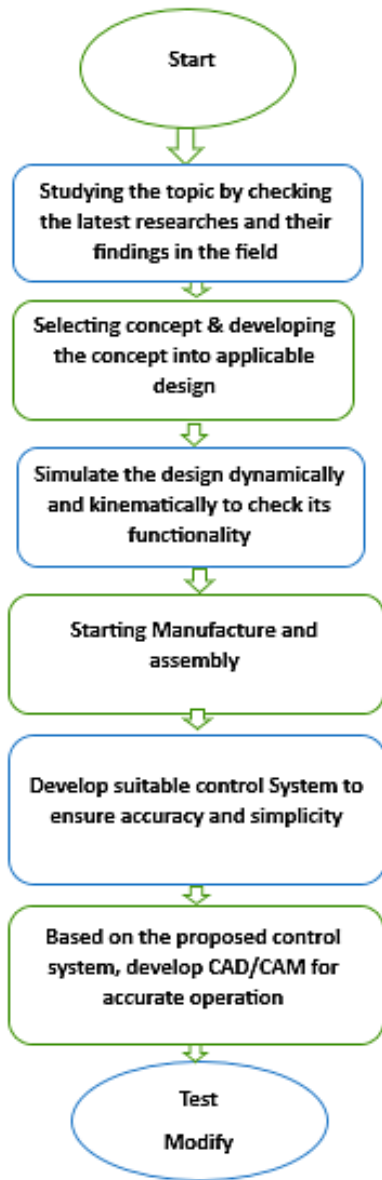 Start
Studying the topic by checking
the latest researches and their
findings in the field
Selecting concept & developing
the concept into applicable
design
Simulate the design dynamically
and kinematically to check its
functionality
Starting Manufacture and
assembly
Develop suitable control System to
ensure accuracy and simplicity
Based on the proposed control
system, develop CAD/CAM for
accurate operation
Test
Modify